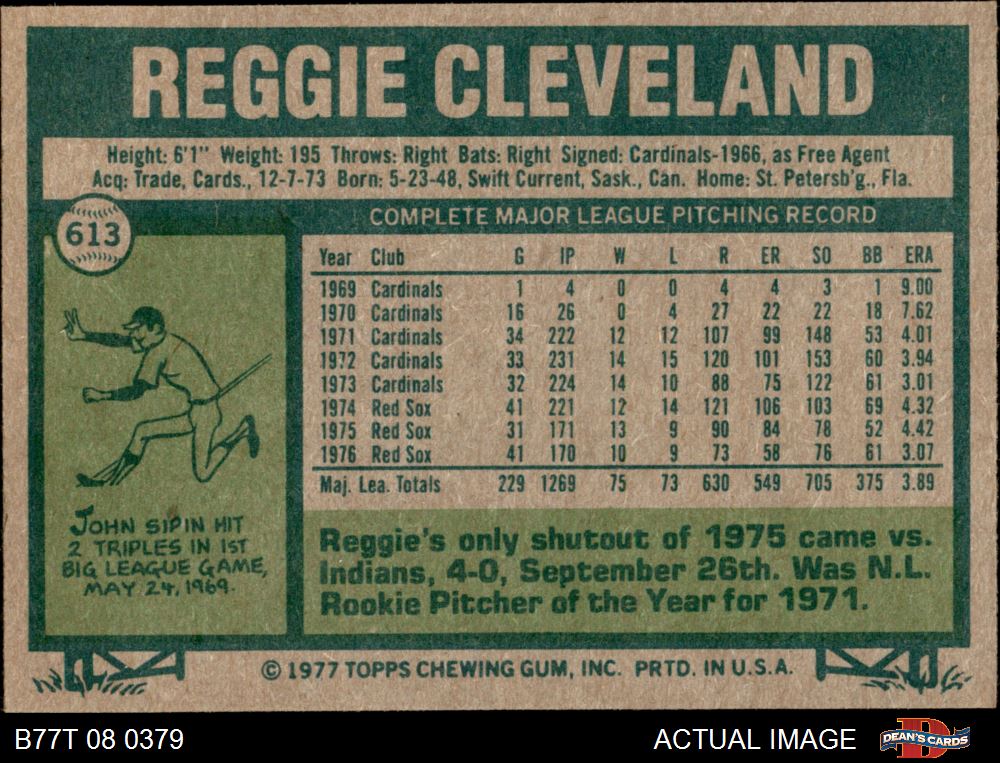 REGGIE CLEVELAND
Height: 6'1" Weight: 195 Throws: Right Bats: Right Signed: Cardinals-1966, as Free Agent
Acq: Trade, Cards., 12-7-73 Born: 5-23-48, Swift Current, Sask., Can. Home: St. Petersb'g., Fla.
613
COMPLETE MAJOR LEAGUE PITCHING RECORD
Year Club G IP W L R ER SO BB ERA
1969 Cardinals 1 4 0 0 4 4 3 1 9.00
1970 Cardinals 16 26 0 4 27 22 22 18 7.62
1971 Cardinals 34 222 12 12 107 99 148 53 4.01
1972 Cardinals 33 231 14 15 120 101 153 60 3.94
1973 Cardinals 32 224 14 10 88 75 122 61 3.01
1974 Red Sox 41 221 12 14 121 106 103 69 4.32
1975 Red Sox 31 171 13 9 90 84 78 52 4.42
1976 Red Sox 41 170 10 9 73 58 76 61 3.07
Maj. Lea. Totals 229 1269 75 73 630 549 705 375 3.89
JOHN SIPIN HIT
2 TRIPLES IN 1ST
BIG LEAGUE GAME,
MAY 24, 1969.
Reggie's only shutout of 1975 came vs.
Indians, 4-0, September 26th. Was N.L.
Rookie Pitcher of the Year for 1971.
© 1977 TOPPS CHEWING GUM, INC. PRTD. IN U.S.A.
B77T 08 0379
ACTUAL IMAGE
D
DEAN'S CARDS